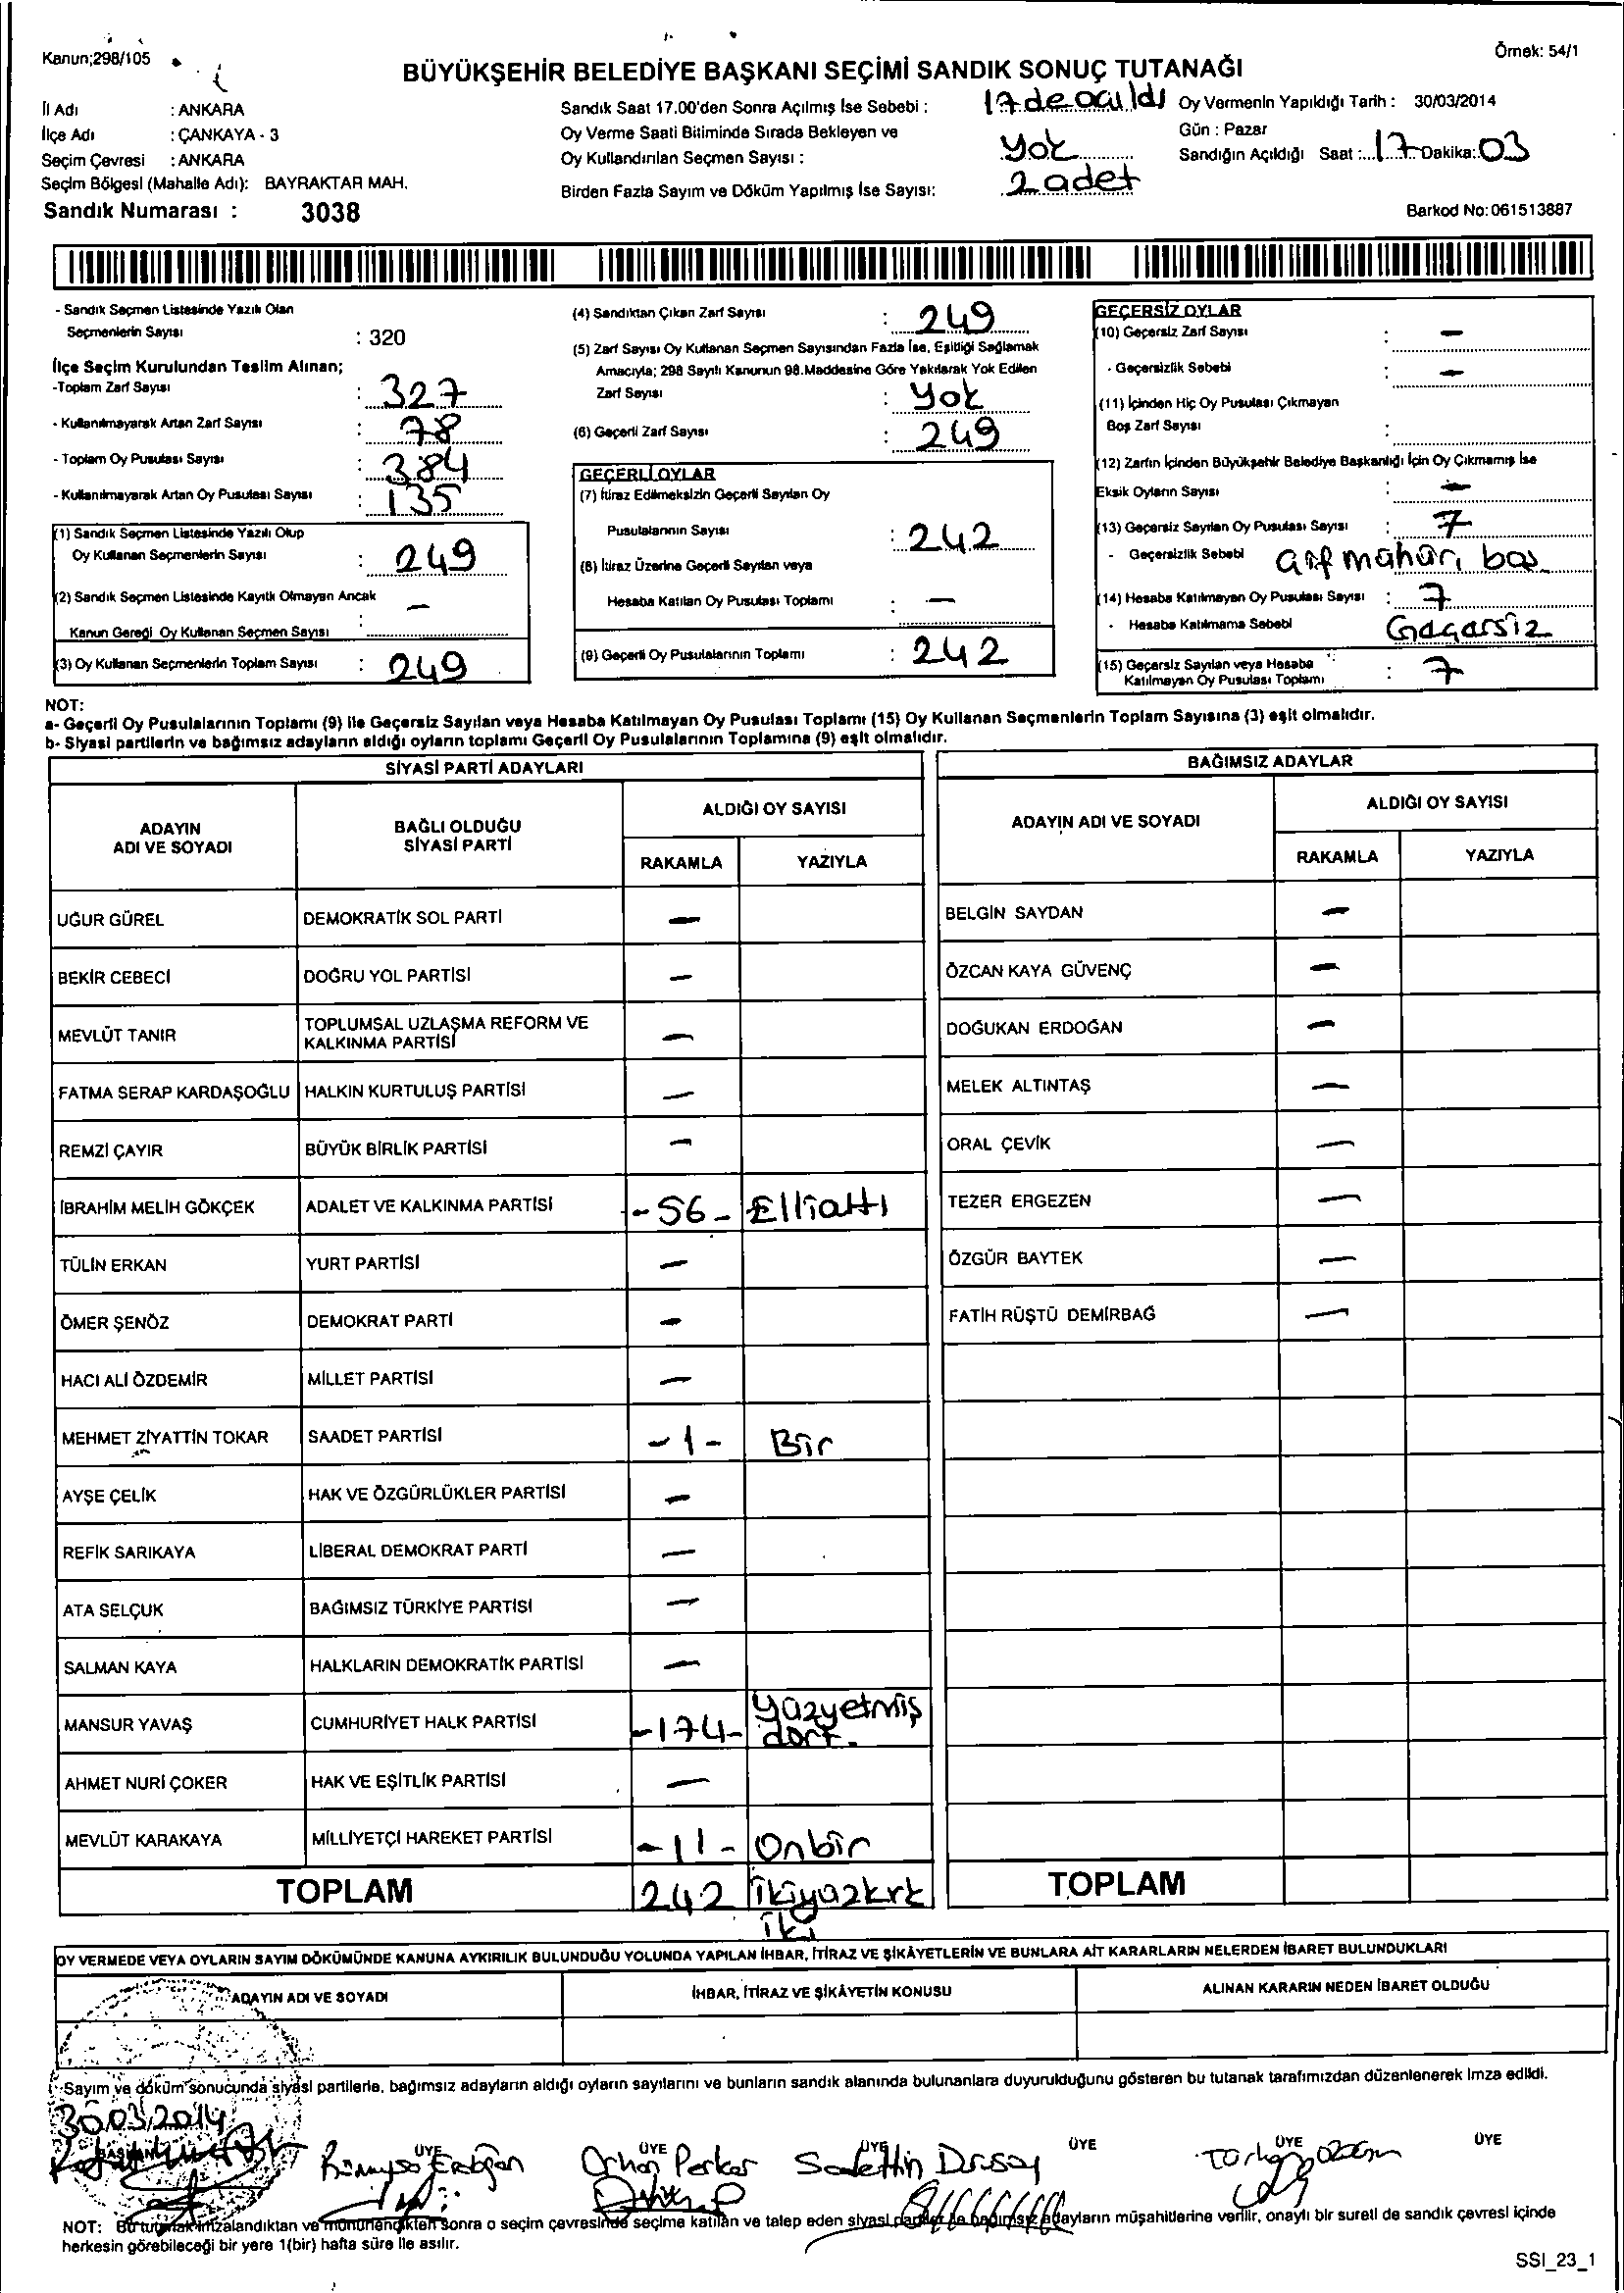 Kanun;298/105
Örnek: 54/1
BÜYÜKŞEHİR BELEDİYE BAŞKANI SEÇİMİ SANDIK SONUÇ TUTANAĞI
İl Adı : ANKARA
İlçe Adı : ÇANKAYA - 3
Seçim Çevresi : ANKARA
Seçim Bölgesi (Mahalle Adı): BAYRAKTAR MAH.
Sandık Numarası : 3038
Sandık Saat 17.00'den Sonra Açılmış İse Sebebi : 17 de
Oy Verme Saati Bitiminde Sırada Bekleyen ve
Oy Kullandırılan Seçmen Sayısı : Yok
Birden Fazla Sayım ve Döküm Yapılmış İse Sayısı: 2 adet
Oy Vermenin Yapıldığı Tarih : 30/03/2014
Gün : Pazar
Sandığın Açıldığı Saat :...17...Dakika:.03
Barkod No:061513887
- Sandık Seçmen Listesinde Yazılı Olan
Seçmenlerin Sayısı : 320
İlçe Seçim Kurulundan Teslim Alınan;
-Toplam Zarf Sayısı : 327
- Kullanılmayarak Artan Zarf Sayısı : 78
- Toplam Oy Pusulası Sayısı : 384
- Kullanılmayarak Artan Oy Pusulası Sayısı : 135
(1) Sandık Seçmen Listesinde Yazılı Olup
Oy Kullanan Seçmenlerin Sayısı : 249
(2) Sandık Seçmen Listesinde Kayıtlı Olmayan Ancak
Kanun Gereği Oy Kullanan Seçmen Sayısı : -
(3) Oy Kullanan Seçmenlerin Toplam Sayısı : 249
(4) Sandıktan Çıkan Zarf Sayısı : 249
(5) Zarf Sayısı Oy Kullanan Seçmen Sayısından Fazla İse, Eşitliği Sağlamak
Amacıyla; 298 Sayılı Kanunun 98.Maddesine Göre Yakılarak Yok Edilen
Zarf Sayısı : Yok
(6) Geçerli Zarf Sayısı : 249
GEÇERLİ OYLAR
(7) İtiraz Edilmeksizin Geçerli Sayılan Oy
Pusulalarının Sayısı : 242
(8) İtiraz Üzerine Geçerli Sayılan veya
Hesaba Katılan Oy Pusulası Toplamı : -
(9) Geçerli Oy Pusulalarının Toplamı : 242
GEÇERSİZ OYLAR
(10) Geçersiz Zarf Sayısı : -
- Geçersizlik Sebebi : -
(11) İçinden Hiç Oy Pusulası Çıkmayan
Boş Zarf Sayısı :
(12) Zarfın İçinden Büyükşehir Belediye Başkanlığı İçin Oy Çıkmamış İse
Eksik Oyların Sayısı : -
(13) Geçersiz Sayılan Oy Pusulası Sayısı : 7
- Geçersizlik Sebebi
(14) Hesaba Katılmayan Oy Pusulası Sayısı : 7
- Hesaba Katılmama Sebebi Gaçarsiz
(15) Geçersiz Sayılan veya Hesaba
Katılmayan Oy Pusulası Toplamı : 7
NOT:
a- Geçerli Oy Pusulalarının Toplamı (9) ile Geçersiz Sayılan veya Hesaba Katılmayan Oy Pusulası Toplamı (15) Oy Kullanan Seçmenlerin Toplam Sayısına (3) eşit olmalıdır.
b- Siyasi partilerin ve bağımsız adayların aldığı oyların toplamı Geçerli Oy Pusulalarının Toplamına (9) eşit olmalıdır.
SİYASİ PARTİ ADAYLARI
ADAYIN
ADI VE SOYADI
BAĞLI OLDUĞU
SİYASİ PARTİ
ALDIĞI OY SAYISI
RAKAMLA YAZIYLA
UĞUR GÜREL DEMOKRATİK SOL PARTİ -
BEKİR CEBECİ DOĞRU YOL PARTİSİ -
MEVLÜT TANIR TOPLUMSAL UZLAŞMA REFORM VE
KALKINMA PARTİSİ -
FATMA SERAP KARDAŞOĞLU HALKIN KURTULUŞ PARTİSİ -
REMZİ ÇAYIR BÜYÜK BİRLİK PARTİSİ -
İBRAHİM MELİH GÖKÇEK ADALET VE KALKINMA PARTİSİ -56- Elliattı
TÜLİN ERKAN YURT PARTİSİ -
ÖMER ŞENÖZ DEMOKRAT PARTİ -
HACI ALİ ÖZDEMİR MİLLET PARTİSİ -
MEHMET ZİYATTİN TOKAR SAADET PARTİSİ -1- Bir
AYŞE ÇELİK HAK VE ÖZGÜRLÜKLER PARTİSİ -
REFİK SARIKAYA LİBERAL DEMOKRAT PARTİ -
ATA SELÇUK BAĞIMSIZ TÜRKİYE PARTİSİ -
SALMAN KAYA HALKLARIN DEMOKRATİK PARTİSİ -
MANSUR YAVAŞ CUMHURİYET HALK PARTİSİ -174- Yüzyetmiş
dört.
AHMET NURİ ÇOKER HAK VE EŞİTLİK PARTİSİ -
MEVLÜT KARAKAYA MİLLİYETÇİ HAREKET PARTİSİ -11- Onbir
TOPLAM 242 İkiyüzkırk
iki
BAĞIMSIZ ADAYLAR
ADAYIN ADI VE SOYADI
ALDIĞI OY SAYISI
RAKAMLA YAZIYLA
BELGİN SAYDAN -
ÖZCAN KAYA GÜVENÇ -
DOĞUKAN ERDOĞAN -
MELEK ALTINTAŞ -
ORAL ÇEVİK -
TEZER ERGEZEN -
ÖZGÜR BAYTEK -
FATİH RÜŞTÜ DEMİRBAĞ -
TOPLAM
OY VERMEDE VEYA OYLARIN SAYIM DÖKÜMÜNDE KANUNA AYKIRILIK BULUNDUĞU YOLUNDA YAPILAN İHBAR, İTİRAZ VE ŞİKÂYETLERİN VE BUNLARA AİT KARARLARIN NELERDEN İBARET BULUNDUKLARI
ADAYIN ADI VE SOYADI
İHBAR, İTİRAZ VE ŞİKÂYETİN KONUSU
ALINAN KARARIN NEDEN İBARET OLDUĞU
Sayım ve döküm sonucunda siyasi partilerle, bağımsız adayların aldığı oyların sayılarını ve bunların sandık alanında bulunanlara duyurulduğunu gösteren bu tutanak tarafımızdan düzenlenerek imza edildi.
30.03.2014
BAŞKAN ÜYE ÜYE ÜYE ÜYE ÜYE ÜYE
Orhan Perker
NOT: Bu tutanak imzalandıktan ve mühürlendikten sonra o seçim çevresinde seçime katılan ve talep eden siyasi partiler ile bağımsız adayların müşahitlerine verilir, onaylı bir sureti de sandık çevresi içinde
herkesin görebileceği bir yere 1(bir) hafta süre ile asılır.
SSI_23_1